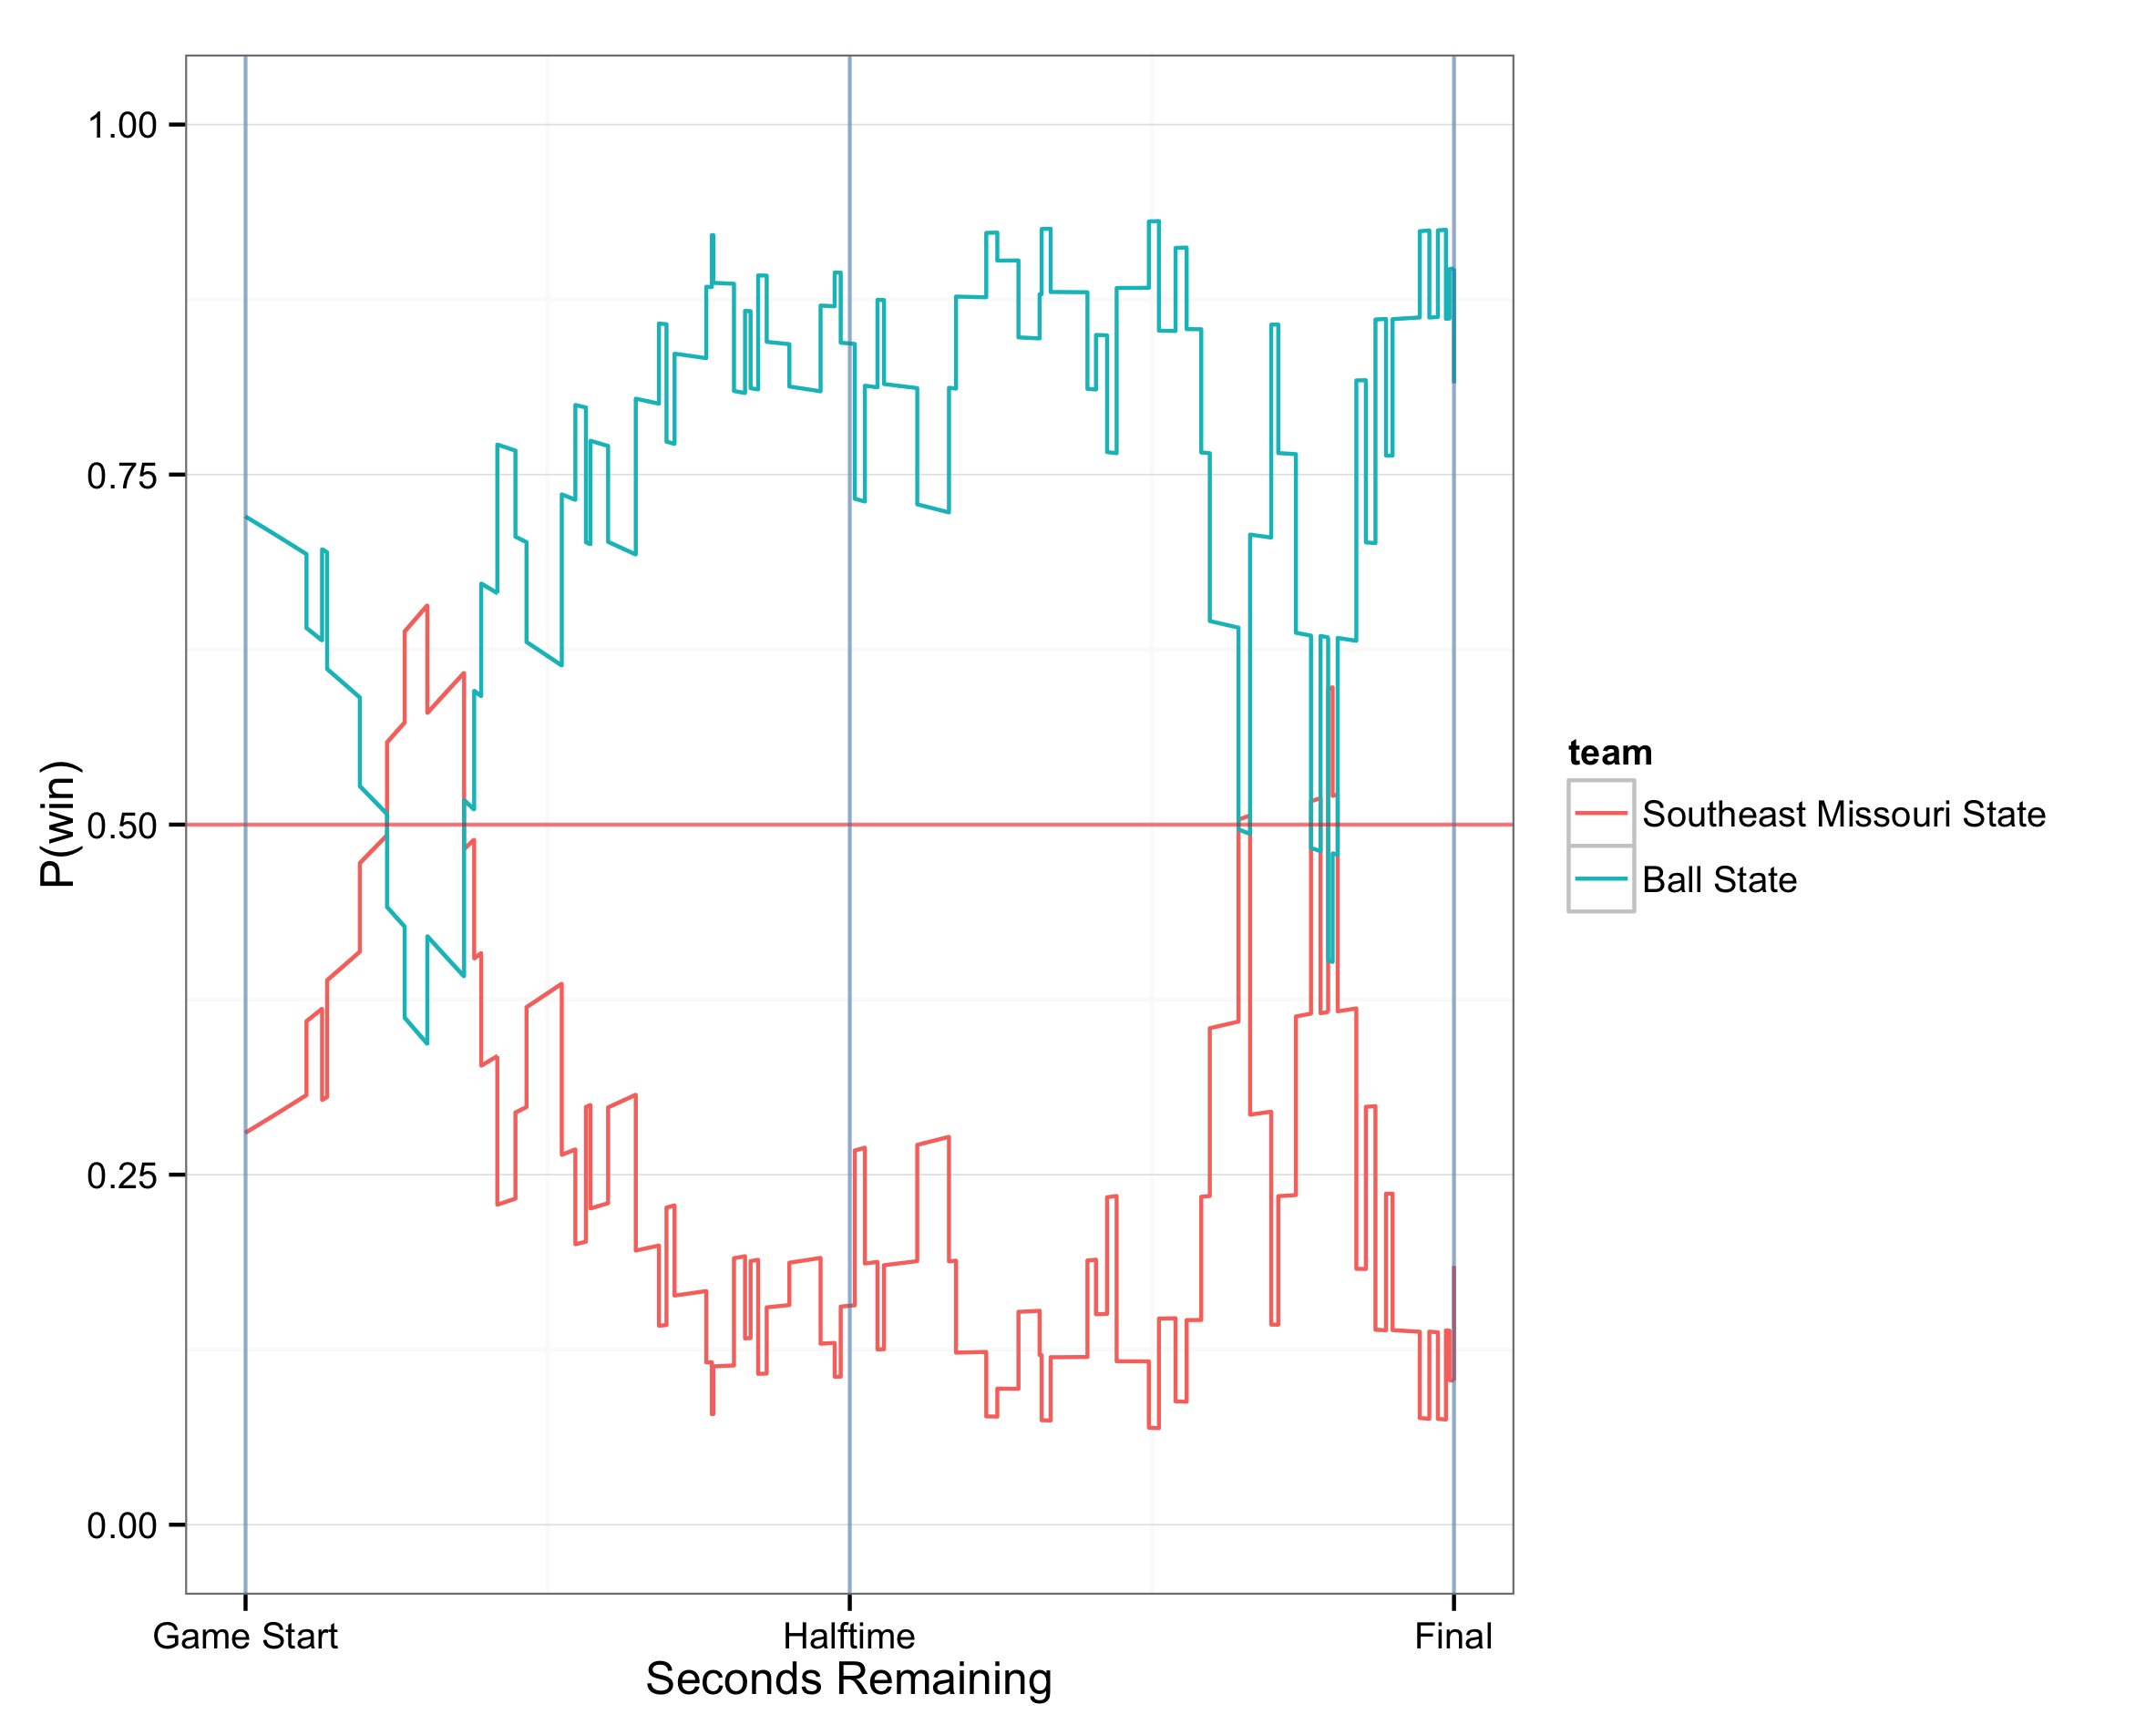 1.00
0.75
0.50
0.25
0.00
P(win)
Game Start
Halftime
Final
Seconds Remaining
team
Southeast Missouri State
Ball State